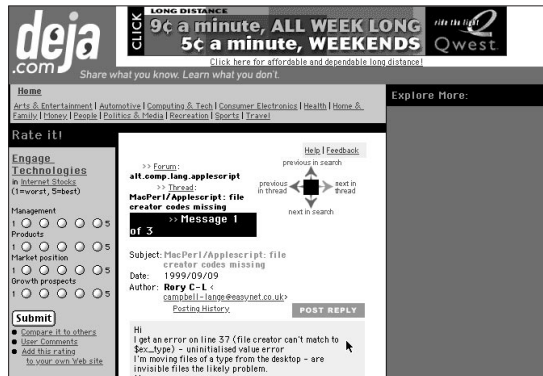 deja
.com
Share what you know. Learn what you don't.
CLICK
LONG DISTANCE
9¢ a minute, ALL WEEK LONG
5¢ a minute, WEEKENDS
ride the light
Qwest
Click here for affordable and dependable long distance!
Home
Arts & Entertainment | Automotive | Computing & Tech | Consumer Electronics | Health | Home &
Family | Money | People | Politics & Media | Recreation | Sports | Travel
Explore More:
Rate it!
Engage
Technologies
in Internet Stocks
(1=worst, 5=best)
Management
1 5
Products
1 5
Market position
1 5
Growth prospects
1 5
Submit
Compare it to others
User Comments
Add this rating
to your own Web site
Help | Feedback
>> Forum:
alt.comp.lang.applescript
>> Thread:
MacPerl/Applescript: file
creator codes missing
>> Message 1
of 3
previous in search
previous in thread
next in thread
next in search
Subject: MacPerl/Applescript: file
creator codes missing
Date: 1999/09/09
Author: Rory C-L <
campbell-lange@easynet.co.uk>
Posting History
POST REPLY
Hi
I get an error on line 37 (file creator can't match to
$ex_type) - uninitialised value error
I'm moving files of a type from the desktop - are
invisible files the likely problem.